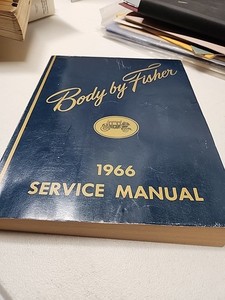 Body by Fisher
1966
SERVICE MANUAL